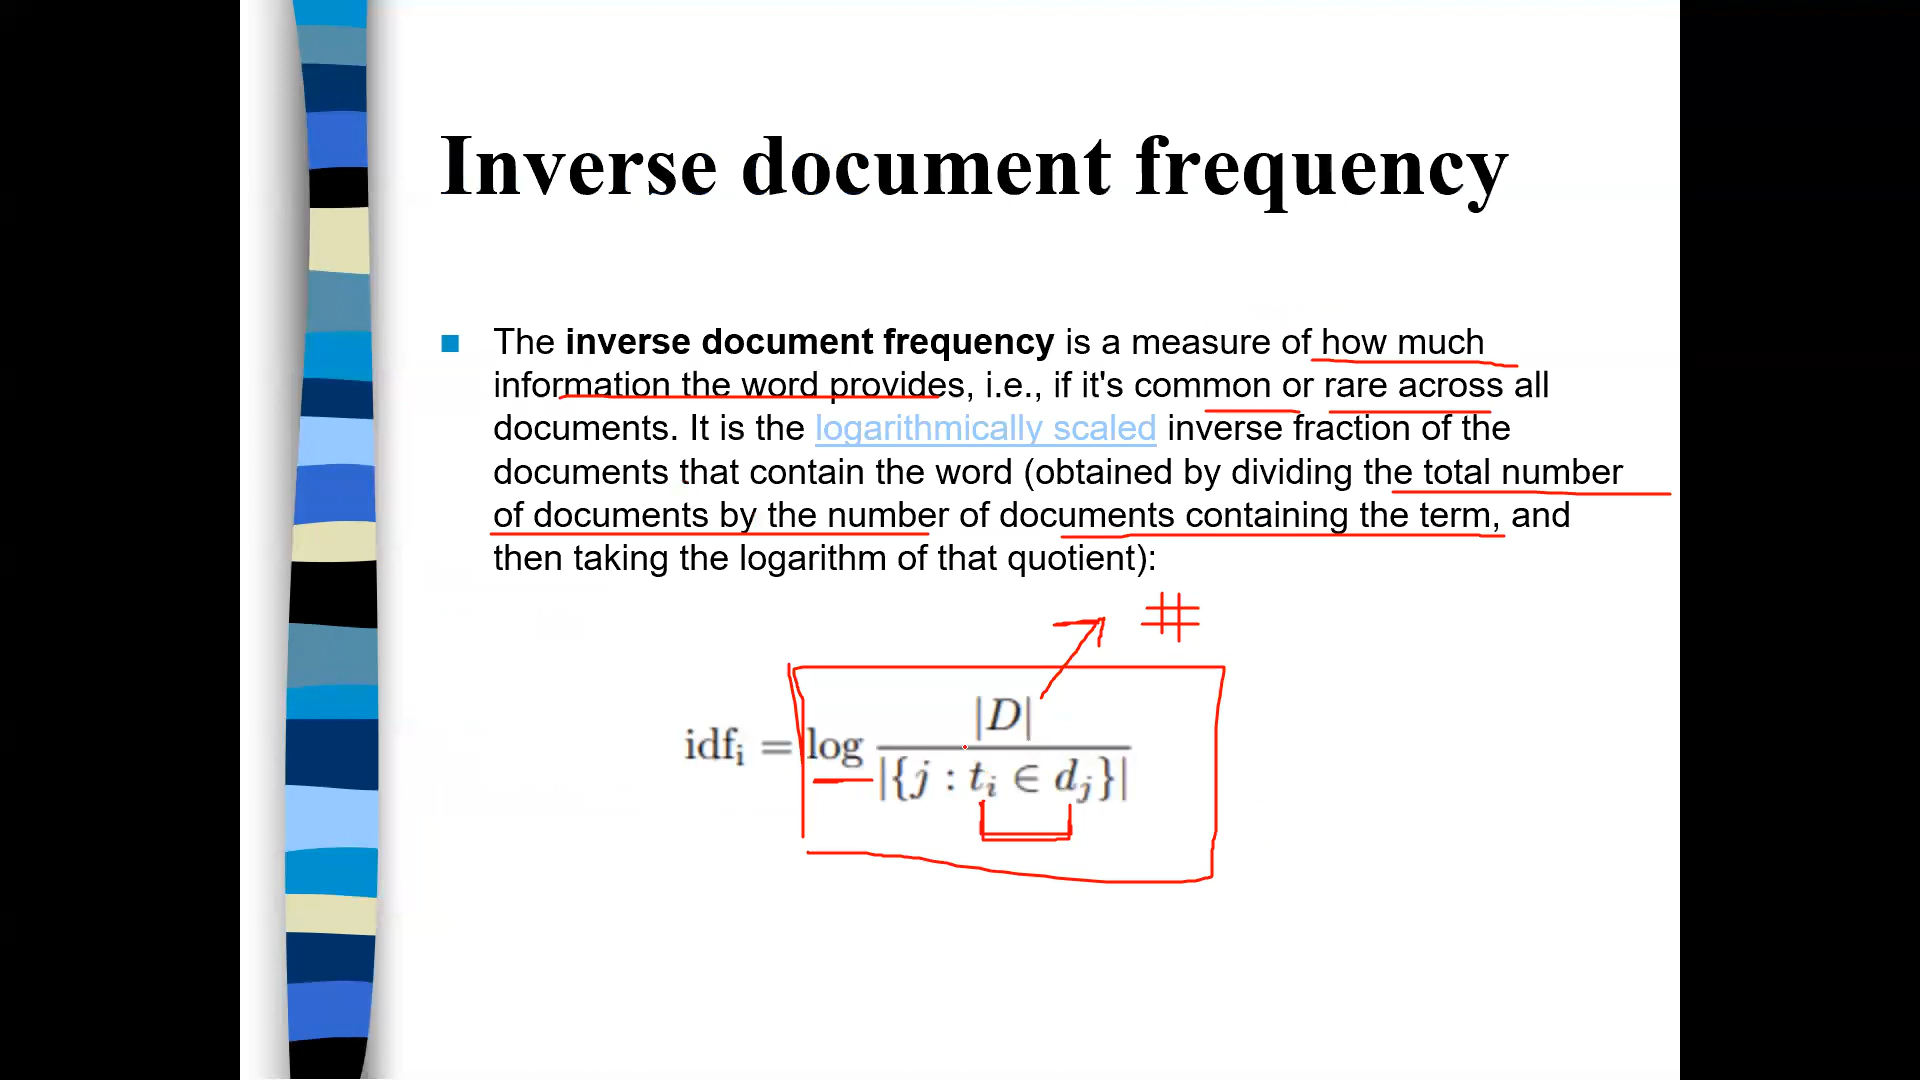 Inverse document frequency
The inverse document frequency is a measure of how much
information the word provides, i.e., if it's common or rare across all
documents. It is the logarithmically scaled inverse fraction of the
documents that contain the word (obtained by dividing the total number
of documents by the number of documents containing the term, and
then taking the logarithm of that quotient):
#
idfᵢ = log |D| / |{j : tᵢ ∈ dⱼ}|